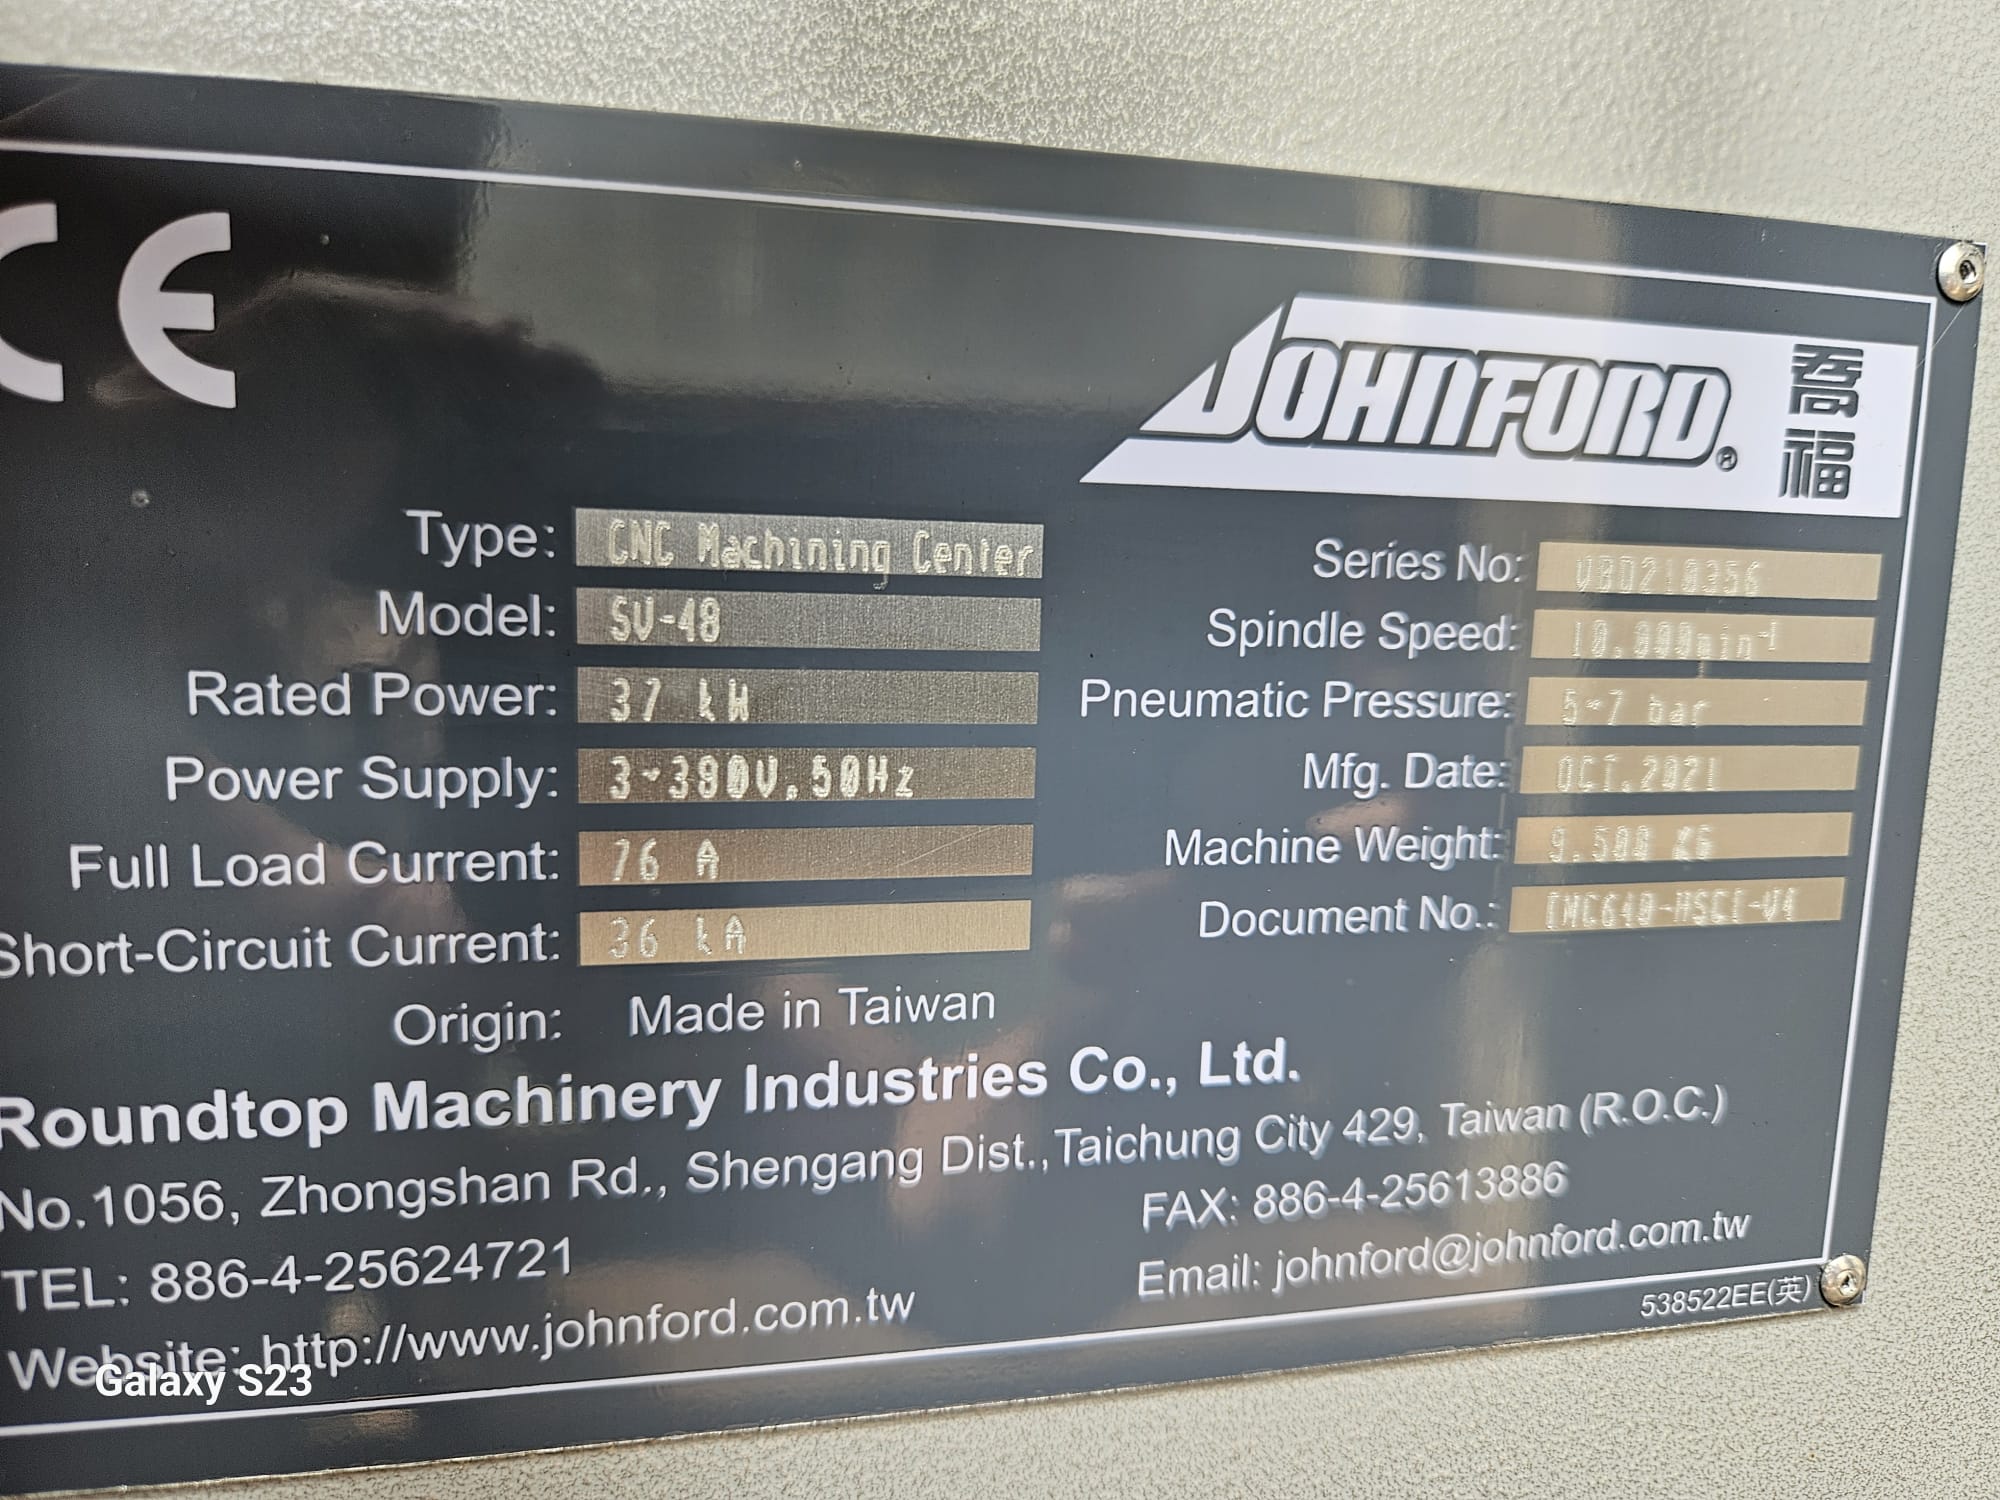 CE
JOHNFORD® 喬福
Type: CNC Machining Center
Model: SV-48
Rated Power: 37 kW
Power Supply: 3~380V.50Hz
Full Load Current: 76 A
Short-Circuit Current: 36 kA
Origin: Made in Taiwan
Series No:
Spindle Speed: 10.000min-1
Pneumatic Pressure: 5~7 bar
Mfg. Date: OCT.2021
Machine Weight: 9.500 KG
Document No.:
Roundtop Machinery Industries Co., Ltd.
No.1056, Zhongshan Rd., Shengang Dist., Taichung City 429, Taiwan (R.O.C.)
TEL: 886-4-25624721 FAX: 886-4-25613886
Website: http://www.johnford.com.tw Email: johnford@johnford.com.tw
538522EE(英)
Galaxy S23